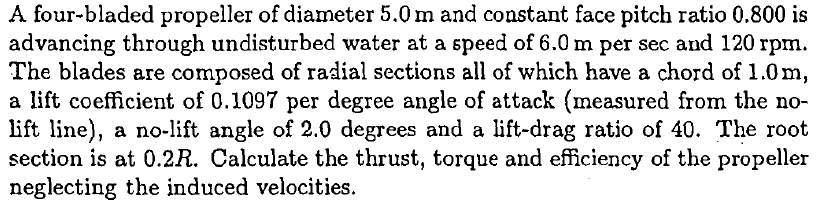 A four-bladed propeller of diameter 5.0 m and constant face pitch ratio 0.800 is
advancing through undisturbed water at a speed of 6.0 m per sec and 120 rpm.
The blades are composed of radial sections all of which have a chord of 1.0 m,
a lift coefficient of 0.1097 per degree angle of attack (measured from the no-
lift line), a no-lift angle of 2.0 degrees and a lift-drag ratio of 40. The root
section is at 0.2R. Calculate the thrust, torque and efficiency of the propeller
neglecting the induced velocities.